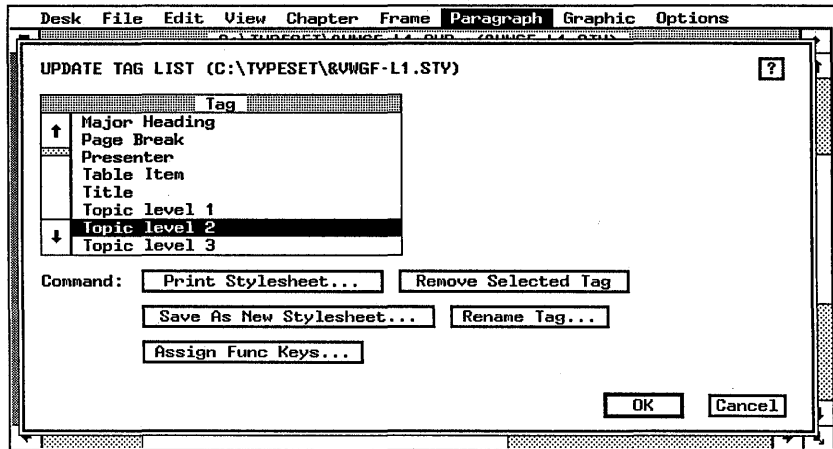 Desk File Edit View Chapter Frame Paragraph Graphic Options
UPDATE TAG LIST (C:\TYPESET\&VWGF-L1.STY) ?
Tag
Major Heading
Page Break
Presenter
Table Item
Title
Topic level 1
Topic level 2
Topic level 3
Command: Print Stylesheet... Remove Selected Tag
Save As New Stylesheet... Rename Tag...
Assign Func Keys...
OK Cancel